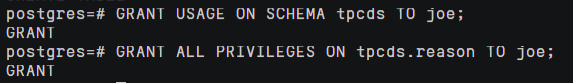 postgres=# GRANT USAGE ON SCHEMA tpcds TO joe;
GRANT
postgres=# GRANT ALL PRIVILEGES ON tpcds.reason TO joe;
GRANT